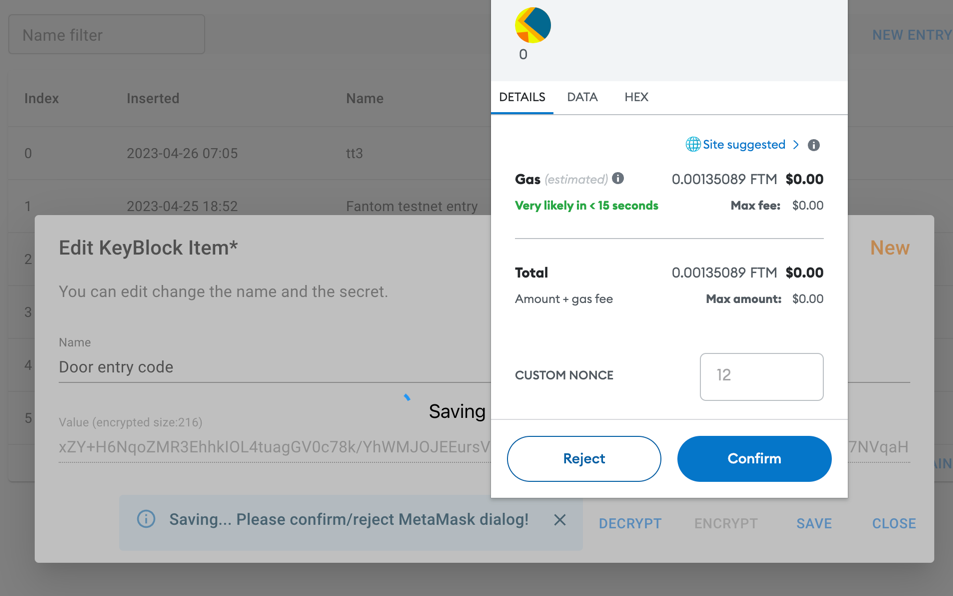 Name filter
NEW ENTRY
Index Inserted Name
0 2023-04-26 07:05 tt3
1 2023-04-25 18:52 Fantom testnet entry
2
3
4
5
Edit KeyBlock Item*
New
You can edit change the name and the secret.
Name
Door entry code
Value (encrypted size:216)
Saving
Saving... Please confirm/reject MetaMask dialog!
DECRYPT ENCRYPT SAVE CLOSE
0
DETAILS DATA HEX
Site suggested >
Gas (estimated) 0.00135089 FTM $0.00
Very likely in < 15 seconds Max fee: $0.00
Total 0.00135089 FTM $0.00
Amount + gas fee Max amount: $0.00
CUSTOM NONCE 12
Reject Confirm